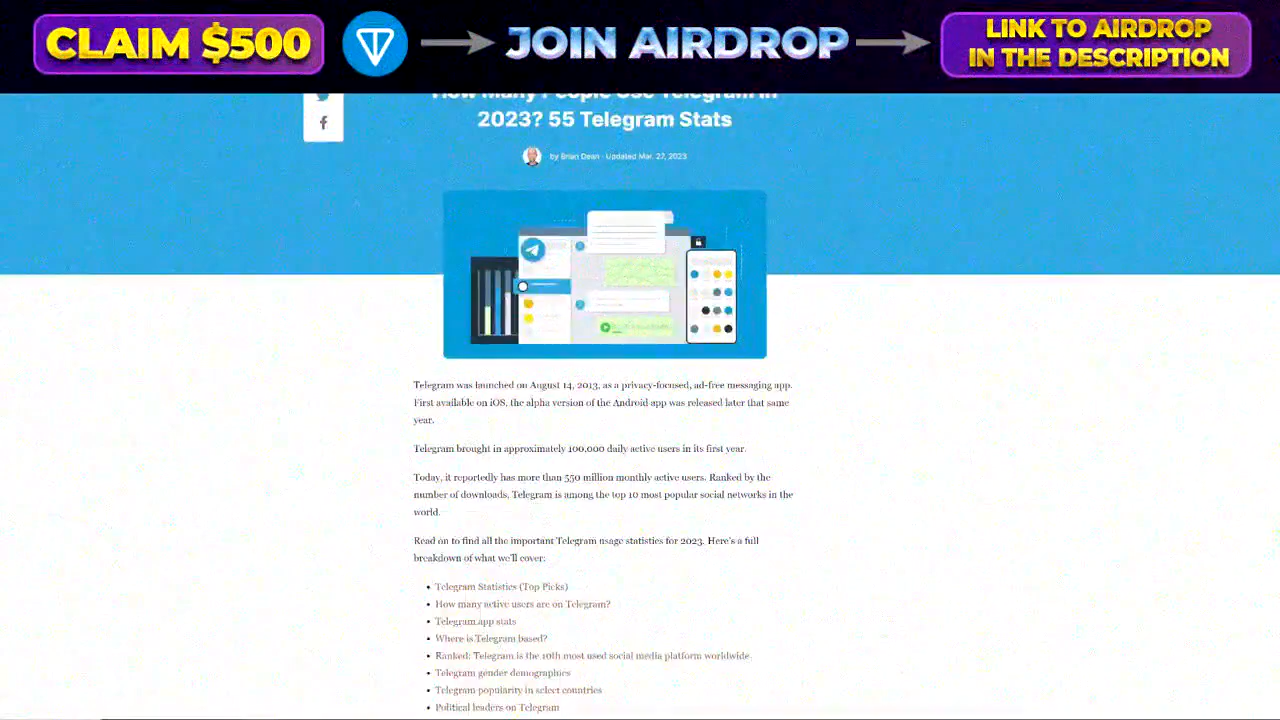 CLAIM $500
JOIN AIRDROP
LINK TO AIRDROP
IN THE DESCRIPTION
How Many People Use Telegram in
2023? 55 Telegram Stats
by Brian Dean · Updated Mar. 27, 2023
Telegram was launched on August 14, 2013, as a privacy-focused, ad-free messaging app.
First available on iOS, the alpha version of the Android app was released later that same
year.
Telegram brought in approximately 100,000 daily active users in its first year.
Today, it reportedly has more than 550 million monthly active users. Ranked by the
number of downloads, Telegram is among the top 10 most popular social networks in the
world.
Read on to find all the important Telegram usage statistics for 2023. Here's a full
breakdown of what we'll cover:
• Telegram Statistics (Top Picks)
• How many active users are on Telegram?
• Telegram app stats
• Where is Telegram based?
• Ranked: Telegram is the 10th most used social media platform worldwide
• Telegram gender demographics
• Telegram popularity in select countries
• Political leaders on Telegram